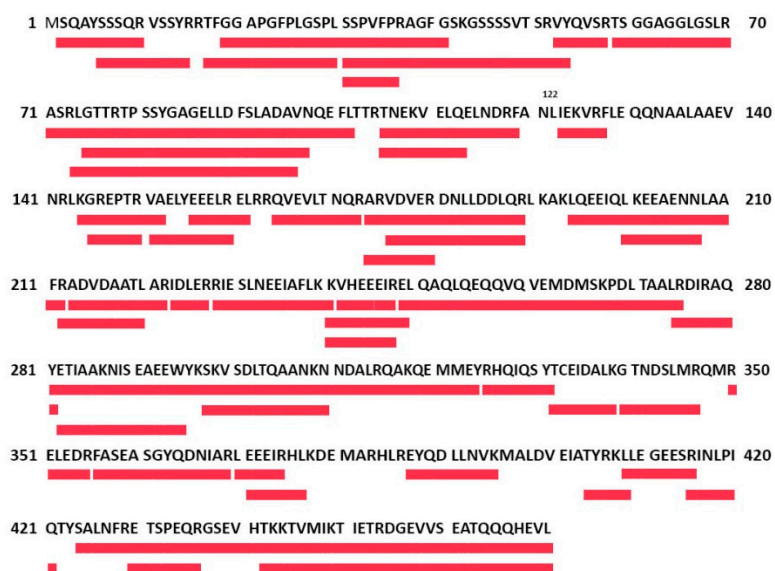 1 MSQAYSSSQR VSSYRRTFGG APGFPLGSPL SSPVFPRAGF GSKGSSSSVT SRVYQVSRTS GGAGGLGSLR 70
122
71 ASRLGTTRTP SSYGAGELLD FSLADAVNQE FLTTRTNEKV ELQELNDRFA NLIEKVRFLE QQNAALAAEV 140
141 NRLKGREPTR VAELYEEELR ELRRQVEVLT NQRARVDVER DNLLDDLQRL KAKLQEEIQL KEEAENNLAA 210
211 FRADVDAATL ARIDLERRIE SLNEEIAFLK KVHEEEIREL QAQLQEQQVQ VEMDMSKPDL TAALRDIRAQ 280
281 YETIAAKNIS EAEEWYKSKV SDLTQAANKN NDALRQAKQE MMEYRHQIQS YTCEIDALKG TNDSLMRQMR 350
351 ELEDRFASEA SGYQDNIARL EEEIRHLKDE MARHLREYQD LLNVKMALDV EIATYRKLLE GEESRINLPI 420
421 QTYSALNFRE TSPEQRGSEV HTKKTVMIKT IETRDGEVVS EATQQQHEVL